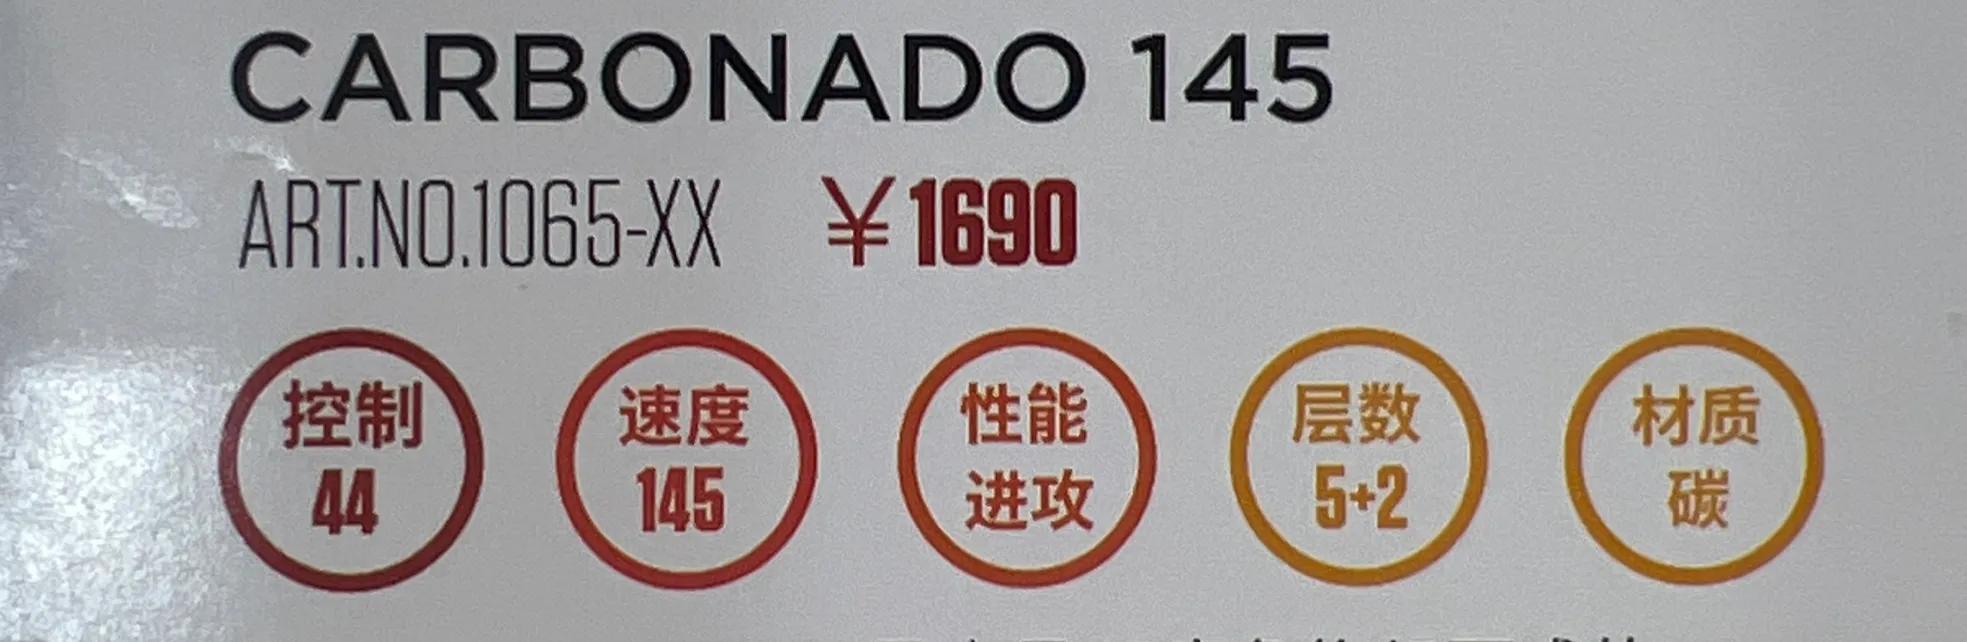 CARBONADO 145
ART.NO.1065-XX ¥1690
控制 速度 性能 层数 材质
44 145 进攻 5+2 碳